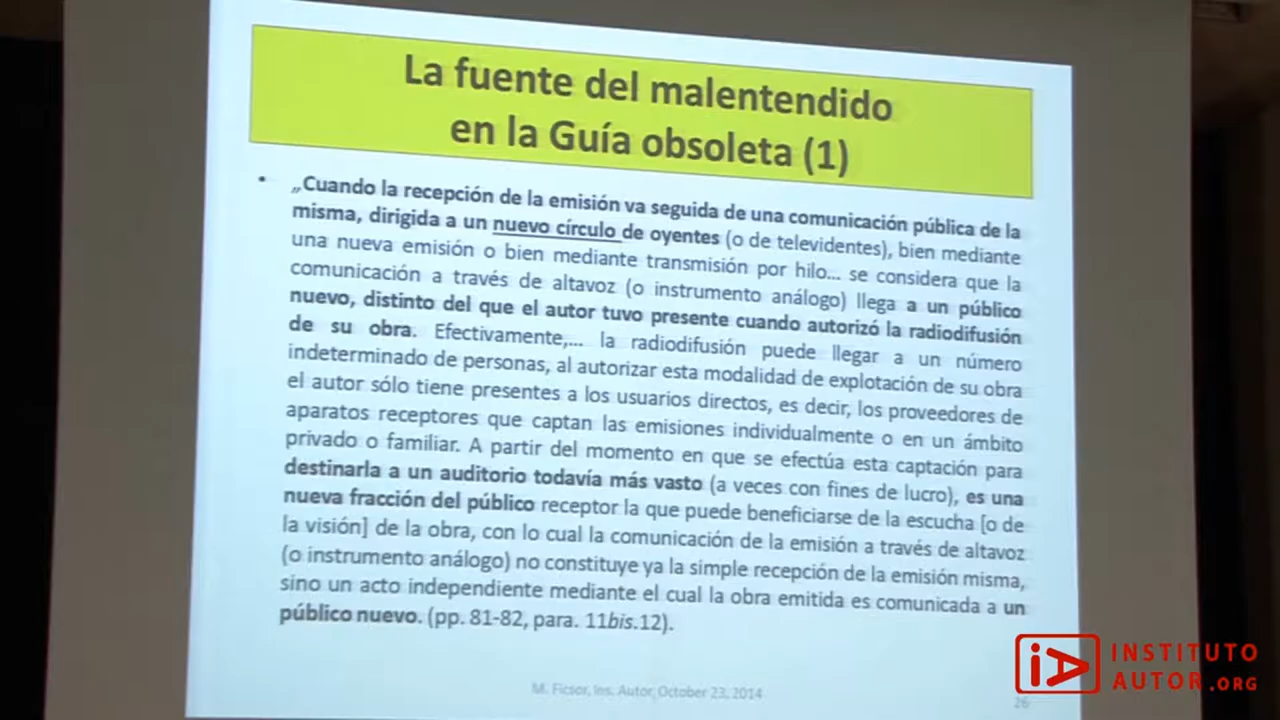 La fuente del malentendido
en la Guía obsoleta (1)
• „Cuando la recepción de la emisión va seguida de una comunicación pública de la
misma, dirigida a un nuevo círculo de oyentes (o de televidentes), bien mediante
una nueva emisión o bien mediante transmisión por hilo... se considera que la
comunicación a través de altavoz (o instrumento análogo) llega a un público
nuevo, distinto del que el autor tuvo presente cuando autorizó la radiodifusión
de su obra. Efectivamente,... la radiodifusión puede llegar a un número
indeterminado de personas, al autorizar esta modalidad de explotación de su obra
el autor sólo tiene presentes a los usuarios directos, es decir, los proveedores de
aparatos receptores que captan las emisiones individualmente o en un ámbito
privado o familiar. A partir del momento en que se efectúa esta captación para
destinarla a un auditorio todavía más vasto (a veces con fines de lucro), es una
nueva fracción del público receptor la que puede beneficiarse de la escucha [o de
la visión] de la obra, con lo cual la comunicación de la emisión a través de altavoz
(o instrumento análogo) no constituye ya la simple recepción de la emisión misma,
sino un acto independiente mediante el cual la obra emitida es comunicada a un
público nuevo. (pp. 81-82, para. 11bis.12).
M. Ficsor, Ins. Autor, October 23, 2014
26
iA INSTITUTO
AUTOR.ORG